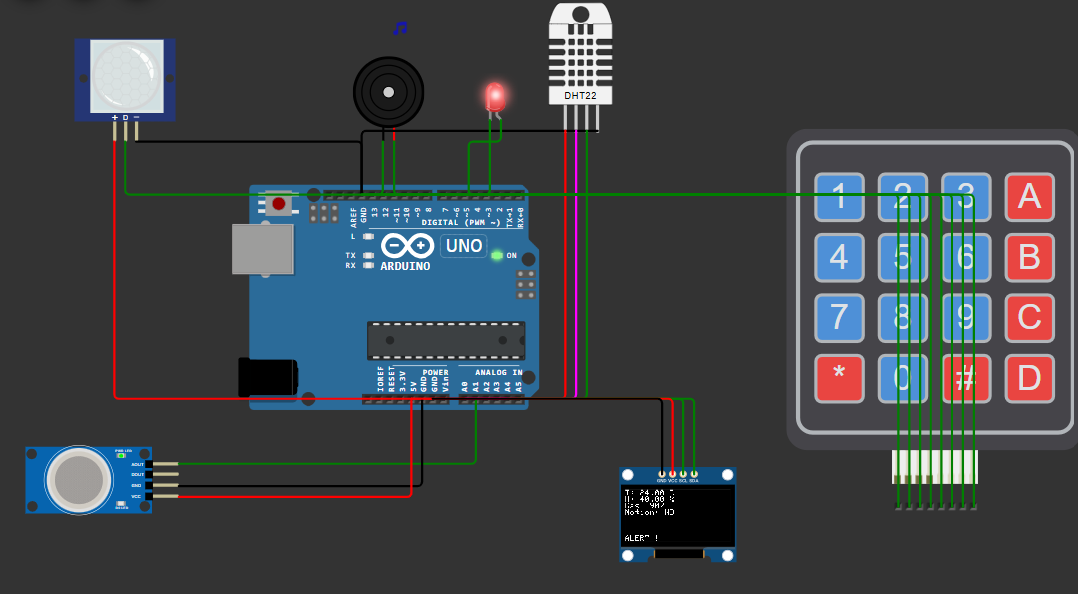 DHT22
+ D -
1 2 3 A
4 5 6 B
7 8 9 C
* 0 # D
AREF
GND
13
12
~11
~10
~9
8
7
~6
~5
4
~3
2
TX→1
RX←0
DIGITAL (PWM ~)
L
TX
RX
ARDUINO
UNO
ON
IOREF
RESET
3.3V
5V
GND
GND
Vin
POWER
ANALOG IN
A0
A1
A2
A3
A4
A5
PWR LED
AOUT
DOUT
GND
VCC
GND VCC SCL SDA
T: 24.00 C
H: 40.00 %
Gas: 902
Motion: NO
ALERT !